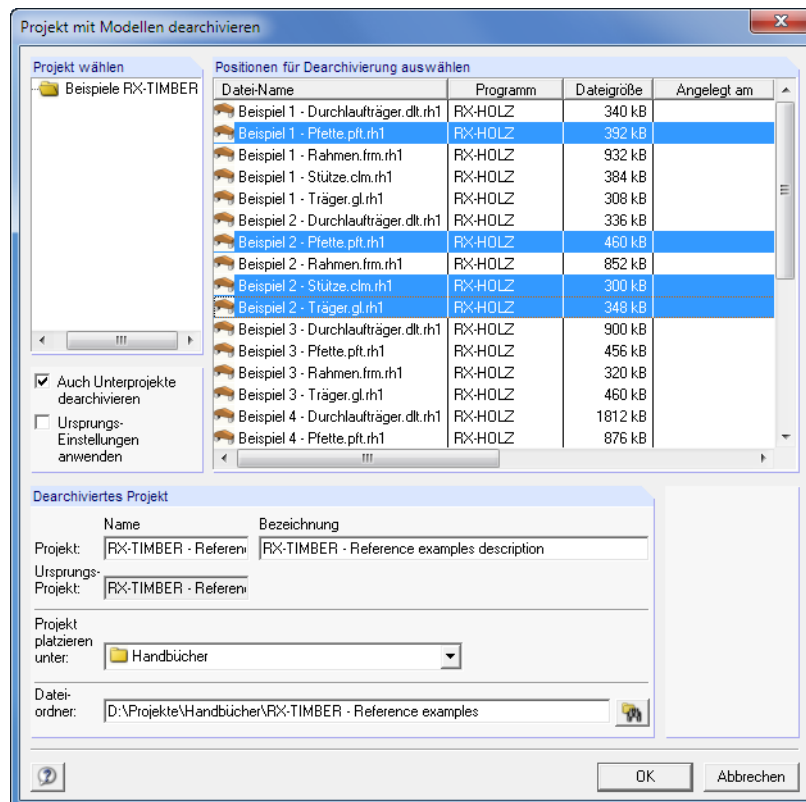 Projekt mit Modellen dearchivieren
Projekt wählen
Beispiele RX-TIMBER
Auch Unterprojekte
dearchivieren
Ursprungs-
Einstellungen
anwenden
Positionen für Dearchivierung auswählen
Datei-Name Programm Dateigröße Angelegt am
Beispiel 1 - Durchlaufträger.dlt.rh1 RX-HOLZ 340 kB
Beispiel 1 - Pfette.pft.rh1 RX-HOLZ 392 kB
Beispiel 1 - Rahmen.frm.rh1 RX-HOLZ 932 kB
Beispiel 1 - Stütze.clm.rh1 RX-HOLZ 384 kB
Beispiel 1 - Träger.gl.rh1 RX-HOLZ 308 kB
Beispiel 2 - Durchlaufträger.dlt.rh1 RX-HOLZ 336 kB
Beispiel 2 - Pfette.pft.rh1 RX-HOLZ 460 kB
Beispiel 2 - Rahmen.frm.rh1 RX-HOLZ 852 kB
Beispiel 2 - Stütze.clm.rh1 RX-HOLZ 300 kB
Beispiel 2 - Träger.gl.rh1 RX-HOLZ 348 kB
Beispiel 3 - Durchlaufträger.dlt.rh1 RX-HOLZ 900 kB
Beispiel 3 - Pfette.pft.rh1 RX-HOLZ 456 kB
Beispiel 3 - Rahmen.frm.rh1 RX-HOLZ 320 kB
Beispiel 3 - Träger.gl.rh1 RX-HOLZ 460 kB
Beispiel 4 - Durchlaufträger.dlt.rh1 RX-HOLZ 1812 kB
Beispiel 4 - Pfette.pft.rh1 RX-HOLZ 876 kB
Dearchiviertes Projekt
Name Bezeichnung
Projekt: RX-TIMBER - Referen RX-TIMBER - Reference examples description
Ursprungs-
Projekt: RX-TIMBER - Referen
Projekt
platzieren
unter: Handbücher
Datei-
ordner: D:\Projekte\Handbücher\RX-TIMBER - Reference examples
OK Abbrechen